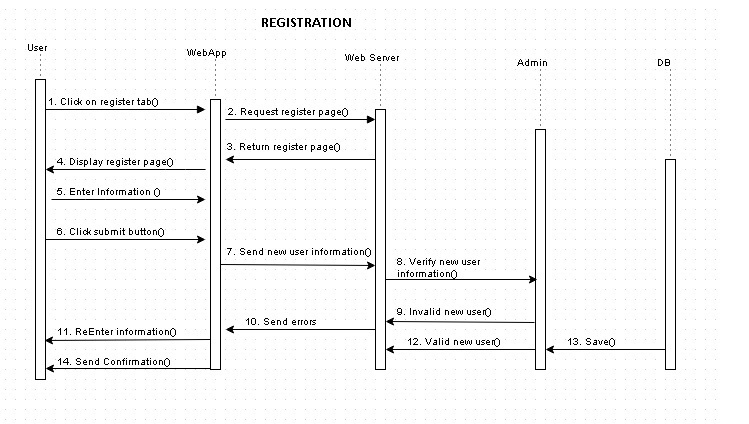 REGISTRATION
User
WebApp
Web Server
Admin
DB
1. Click on register tab()
2. Request register page()
3. Return register page()
4. Display register page()
5. Enter Information ()
6. Click submit button()
7. Send new user information()
8. Verify new user
information()
9. Invalid new user()
10. Send errors
11. ReEnter information()
12. Valid new user()
13. Save()
14. Send Confirmation()